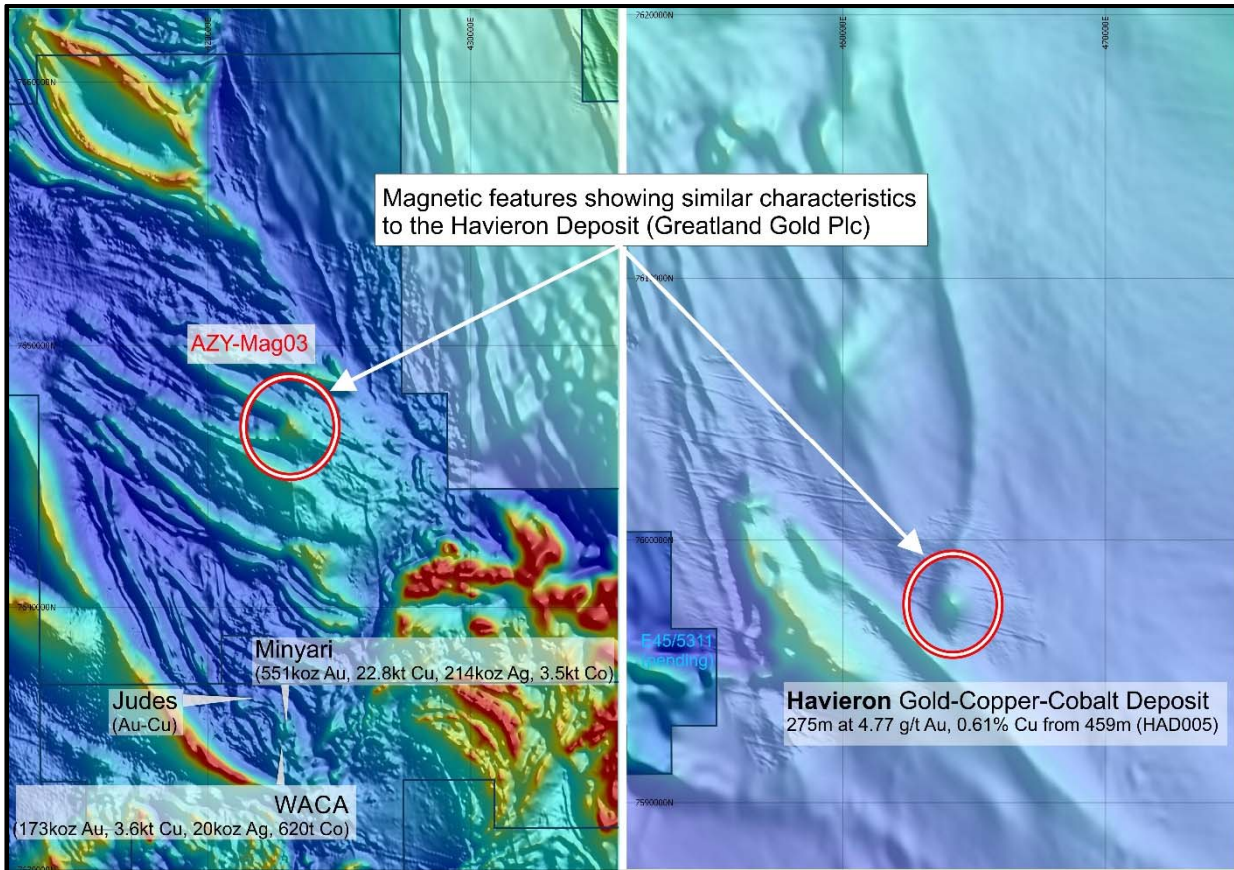 430000E
7620000N
460000E
470000E
Magnetic features showing similar characteristics
to the Havieron Deposit (Greatland Gold Plc)
7610000N
AZY-Mag03
7650000N
7600000N
7640000N
Minyari
(551koz Au, 22.8kt Cu, 214koz Ag, 3.5kt Co)
Judes
(Au-Cu)
WACA
(173koz Au, 3.6kt Cu, 20koz Ag, 620t Co)
E45/5311
(pending)
Havieron Gold-Copper-Cobalt Deposit
275m at 4.77 g/t Au, 0.61% Cu from 459m (HAD005)
7590000N